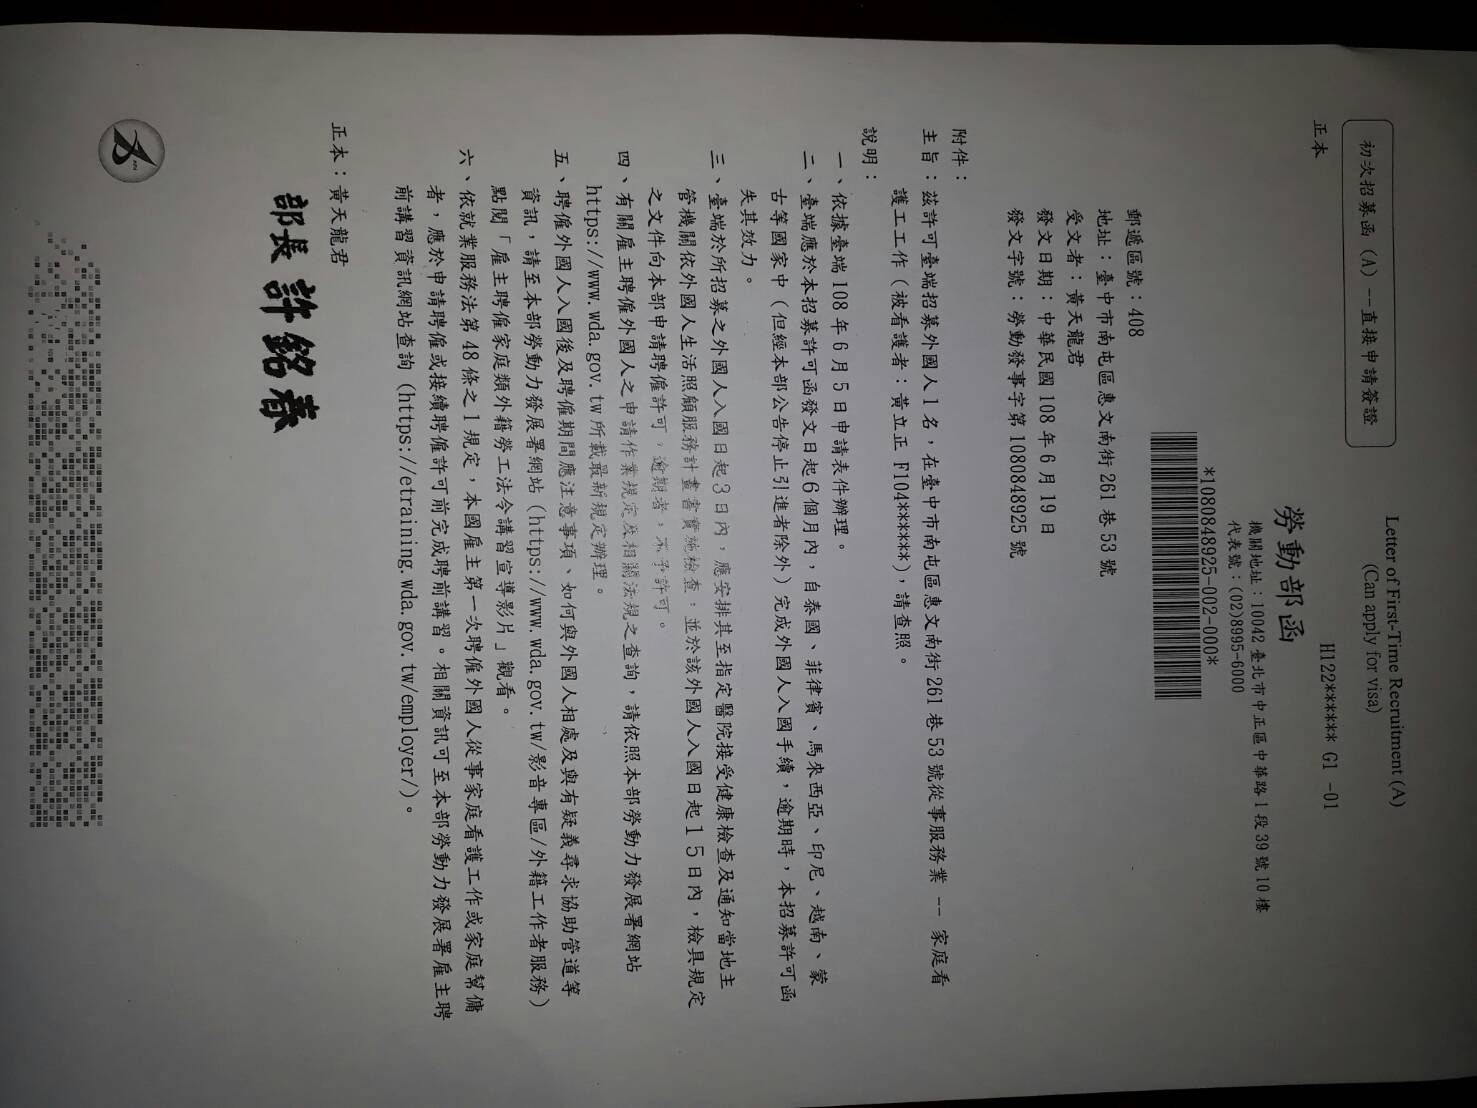 初次招募函(A)--直接申請簽證
Letter of First-Time Recruitment (A)
(Can apply for visa)
正本
H122****** G1 -01
勞動部函
機關地址：10042 臺北市中正區中華路1段39號10樓
代表號：(02)8995-6000
*1080848925-002-000*
郵遞區號：408
地址：臺中市南屯區惠文南街261巷53號
受文者：黃天龍君
發文日期：中華民國108年6月19日
發文字號：勞動發事字第1080848925號
附件：
主旨：茲許可臺端招募外國人1名，在臺中市南屯區惠文南街261巷53號從事服務業 -- 家庭看
護工工作（被看護者：黃立正 F104******），請查照。
說明：
一、依據臺端108年6月5日申請表件辦理。
二、臺端應於本招募許可函發文日起6個月內，自泰國、菲律賓、馬來西亞、印尼、越南、蒙
古等國家中（但經本部公告停止引進者除外）完成外國人入國手續，逾期時，本招募許可函
失其效力。
三、臺端於所招募之外國人入國日起3日內，應安排其至指定醫院接受健康檢查及通知當地主
管機關依外國人生活照顧服務計畫書實施檢查，並於該外國人入國日起15日內，檢具規定
之文件向本部申請聘僱許可，逾期者，不予許可。
四、有關雇主聘僱外國人之申請作業規定及相關法規之查詢，請依照本部勞動力發展署網站
https://www.wda.gov.tw所載最新規定辦理。
五、聘僱外國人入國後及聘僱期間應注意事項、如何與外國人相處及與有疑義尋求協助管道等
資訊，請至本部勞動力發展署網站（https://www.wda.gov.tw/影音專區/外籍工作者服務）
點閱「雇主聘僱家庭類外籍勞工法令講習宣導影片」觀看。
六、依就業服務法第48條之1規定，本國雇主第一次聘僱外國人從事家庭看護工作或家庭幫傭
者，應於申請聘僱或接續聘僱許可前完成聘前講習。相關資訊可至本部勞動力發展署雇主聘
前講習資訊網站查詢（https://etraining.wda.gov.tw/employer/）。
正本：黃天龍君
部長 許銘春